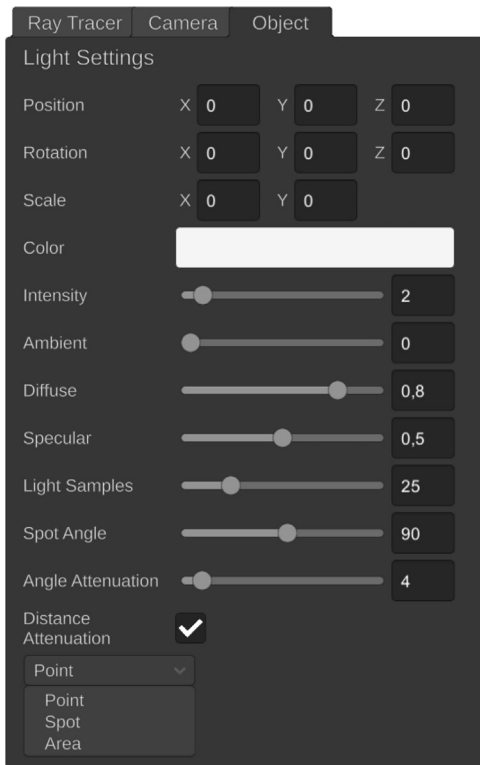 Ray Tracer Camera Object
Light Settings
Position X 0 Y 0 Z 0
Rotation X 0 Y 0 Z 0
Scale X 0 Y 0
Color
Intensity 2
Ambient 0
Diffuse 0,8
Specular 0,5
Light Samples 25
Spot Angle 90
Angle Attenuation 4
Distance
Attenuation
Point
Point
Spot
Area